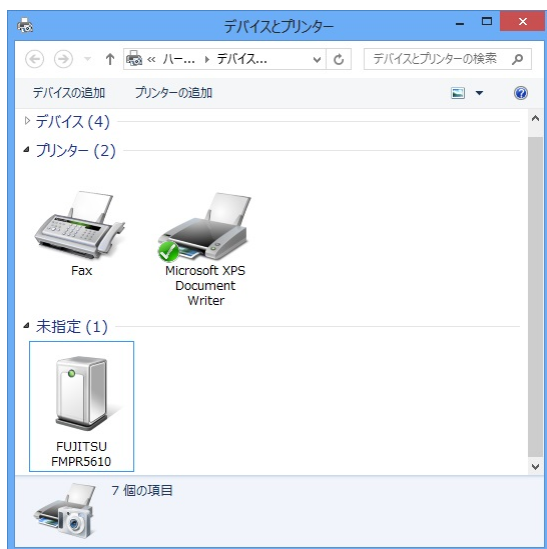 デバイスとプリンター
« ハー... デバイス... デバイスとプリンターの検索
デバイスの追加 プリンターの追加
デバイス (4)
プリンター (2)
Fax
Microsoft XPS
Document
Writer
未指定 (1)
FUJITSU
FMPR5610
7 個の項目